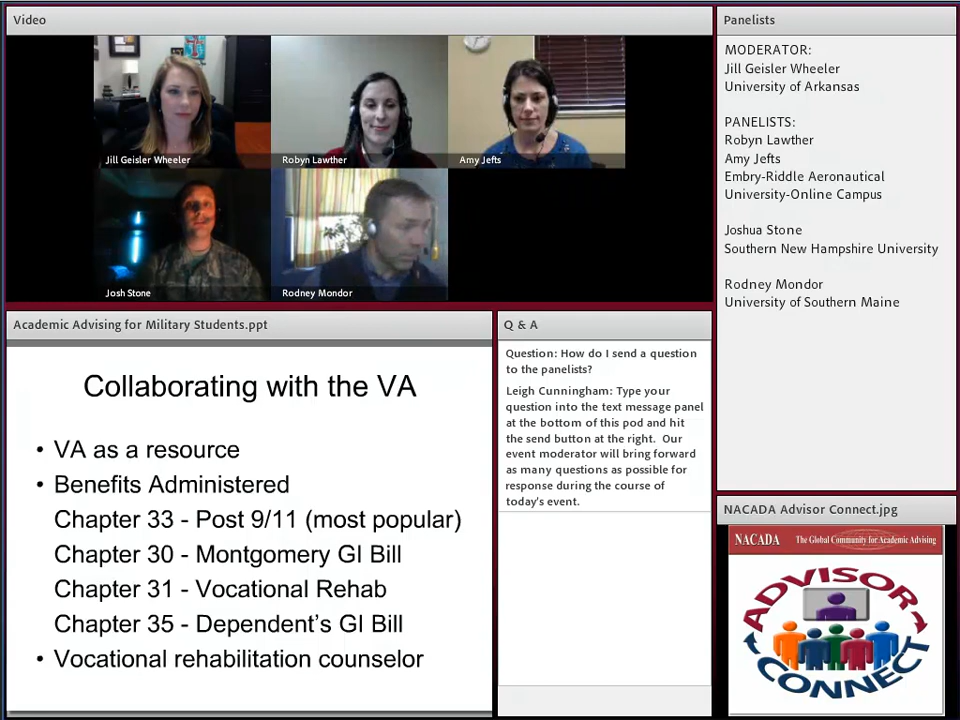 Video
Jill Geisler Wheeler
Robyn Lawther
Amy Jefts
Josh Stone
Rodney Mondor
Panelists
MODERATOR:
Jill Geisler Wheeler
University of Arkansas
PANELISTS:
Robyn Lawther
Amy Jefts
Embry-Riddle Aeronautical
University-Online Campus
Joshua Stone
Southern New Hampshire University
Rodney Mondor
University of Southern Maine
Academic Advising for Military Students.ppt
Collaborating with the VA
• VA as a resource
• Benefits Administered
Chapter 33 - Post 9/11 (most popular)
Chapter 30 - Montgomery GI Bill
Chapter 31 - Vocational Rehab
Chapter 35 - Dependent's GI Bill
• Vocational rehabilitation counselor
Q & A
Question: How do I send a question
to the panelists?
Leigh Cunningham: Type your
question into the text message panel
at the bottom of this pod and hit
the send button at the right.  Our
event moderator will bring forward
as many questions as possible for
response during the course of
today's event.
NACADA Advisor Connect.jpg
NACADA The Global Community for Academic Advising
ADVISOR
CONNECT